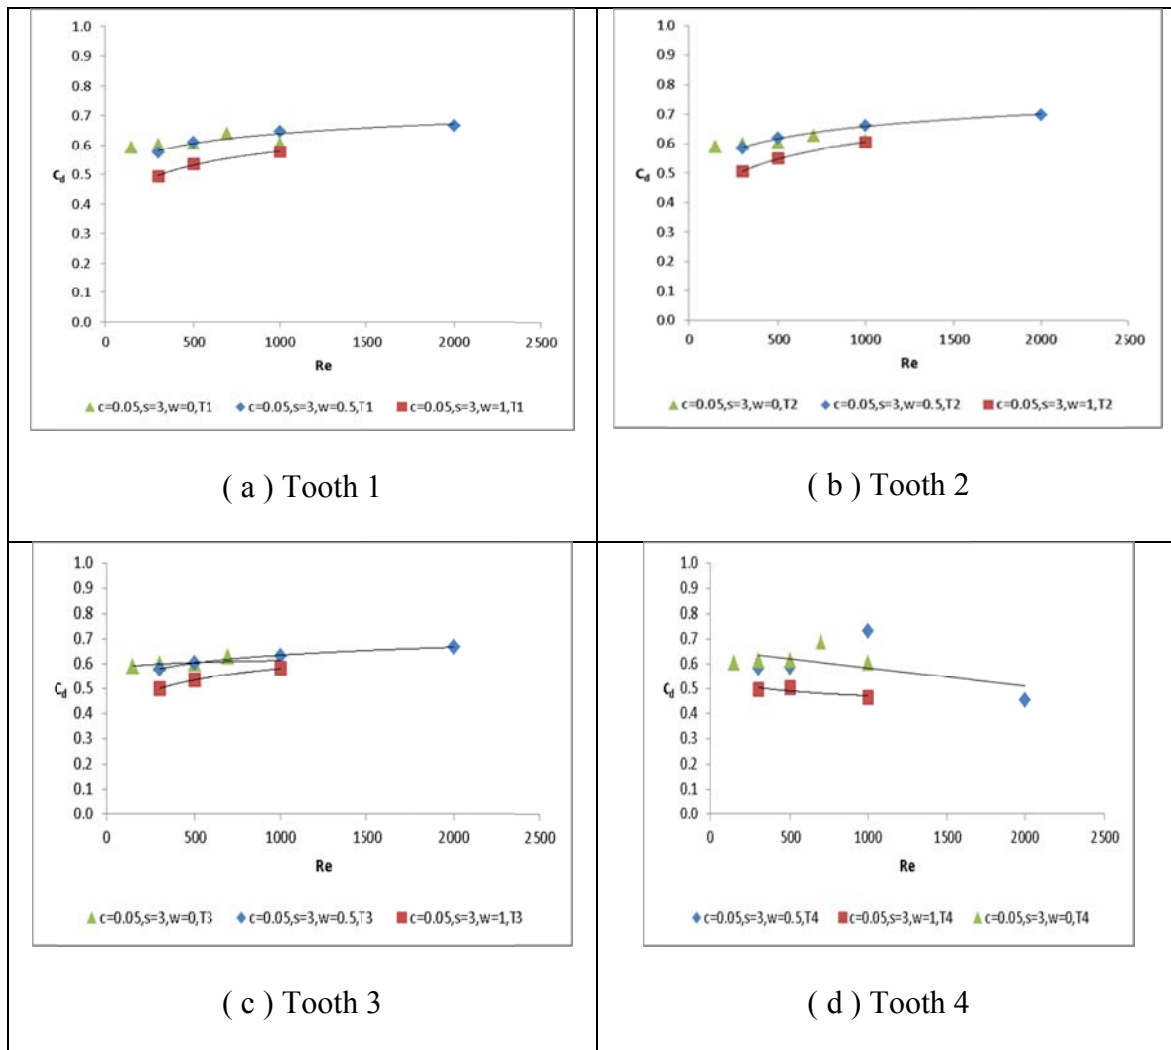 1.0
0.9
0.8
0.7
0.6
0.5
Cd
0.4
0.3
0.2
0.1
0.0
0 500 1000 1500 2000 2500
Re
c=0.05,s=3,w=0,T1 c=0.05,s=3,w=0.5,T1 c=0.05,s=3,w=1,T1
( a ) Tooth 1
1.0
0.9
0.8
0.7
0.6
0.5
Cd
0.4
0.3
0.2
0.1
0.0
0 500 1000 1500 2000 2500
Re
c=0.05,s=3,w=0,T2 c=0.05,s=3,w=0.5,T2 c=0.05,s=3,w=1,T2
( b ) Tooth 2
1.0
0.9
0.8
0.7
0.6
0.5
Cd
0.4
0.3
0.2
0.1
0.0
0 500 1000 1500 2000 2500
Re
c=0.05,s=3,w=0,T3 c=0.05,s=3,w=0.5,T3 c=0.05,s=3,w=1,T3
( c ) Tooth 3
1.0
0.9
0.8
0.7
0.6
0.5
Cd
0.4
0.3
0.2
0.1
0.0
0 500 1000 1500 2000 2500
Re
c=0.05,s=3,w=0.5,T4 c=0.05,s=3,w=1,T4 c=0.05,s=3,w=0,T4
( d ) Tooth 4